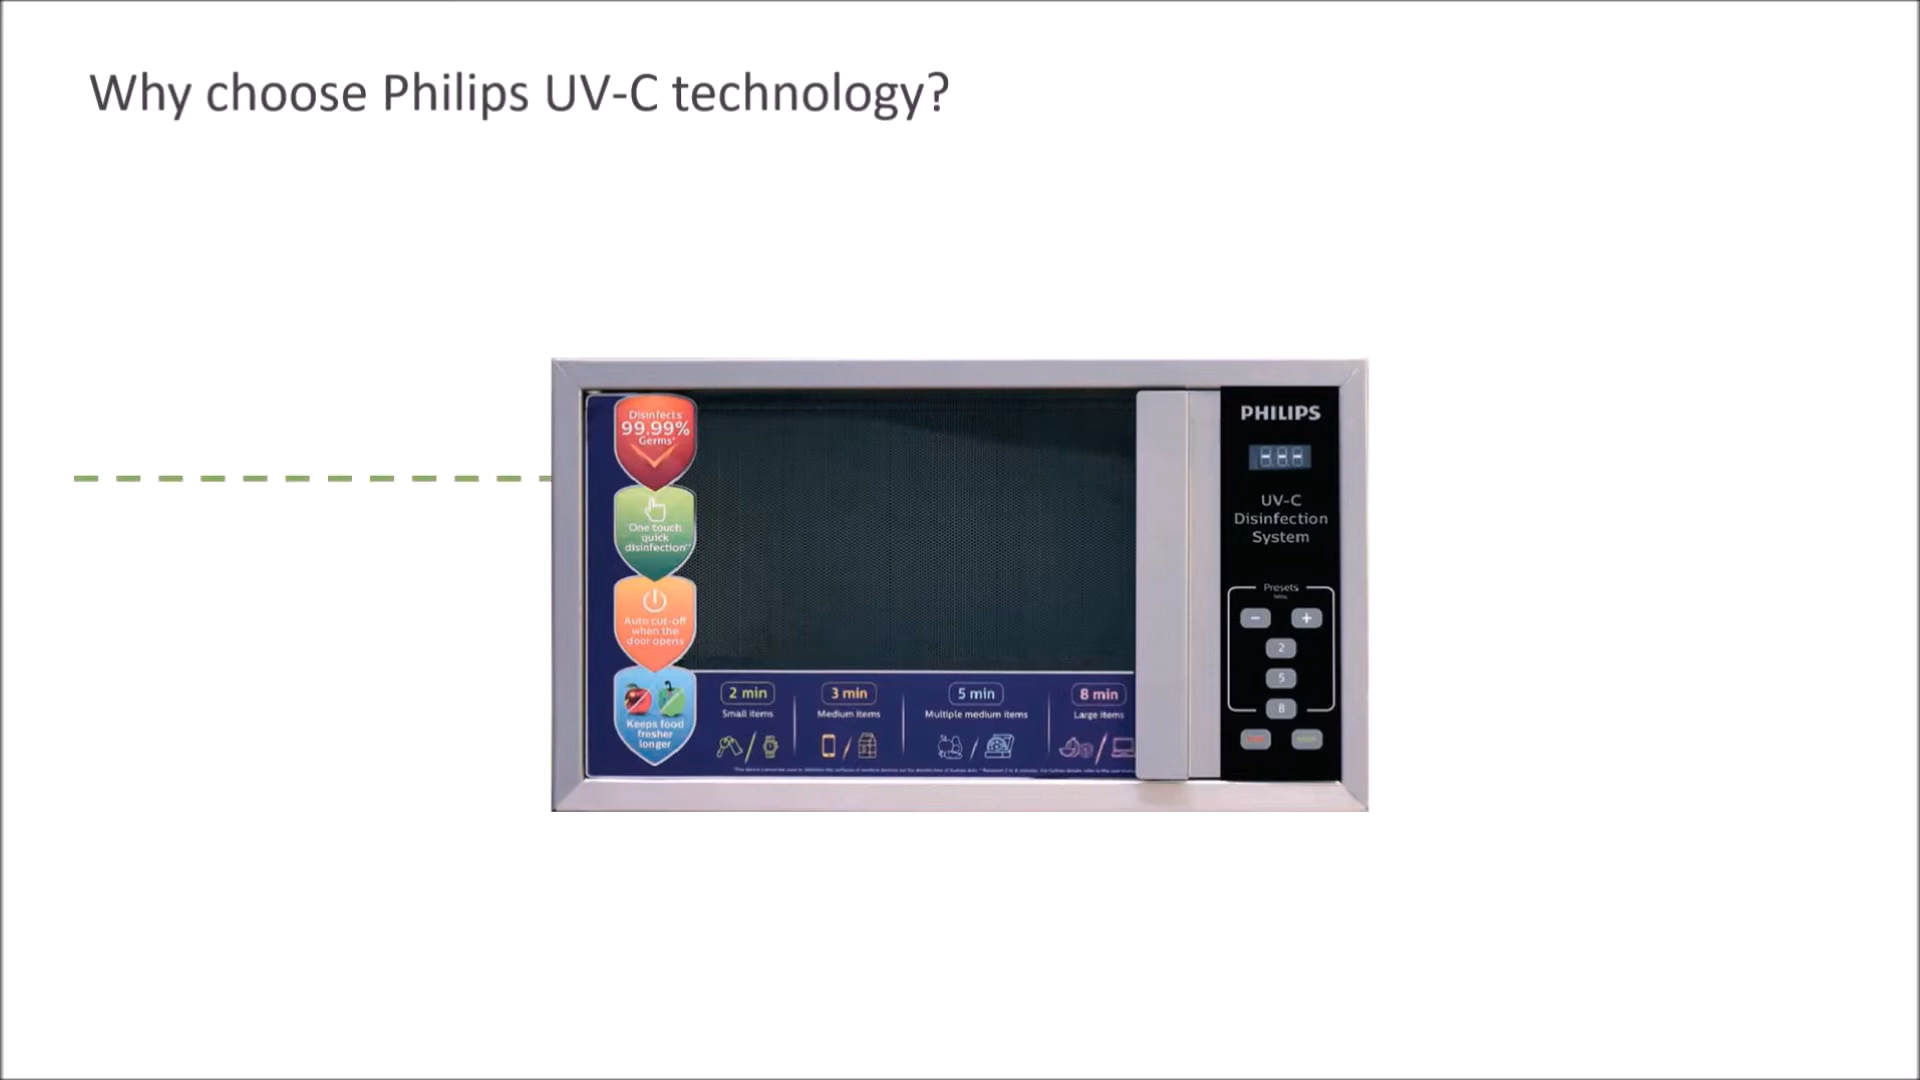 Why choose Philips UV-C technology?
Disinfects
99.99%
Germs*
One touch
quick
disinfection**
Auto cut-off
when the
door opens
Keeps food
fresher
longer
2 min
Small items
3 min
Medium items
5 min
Multiple medium items
8 min
Large items
PHILIPS
UV-C
Disinfection
System
Presets
-
+
2
5
8